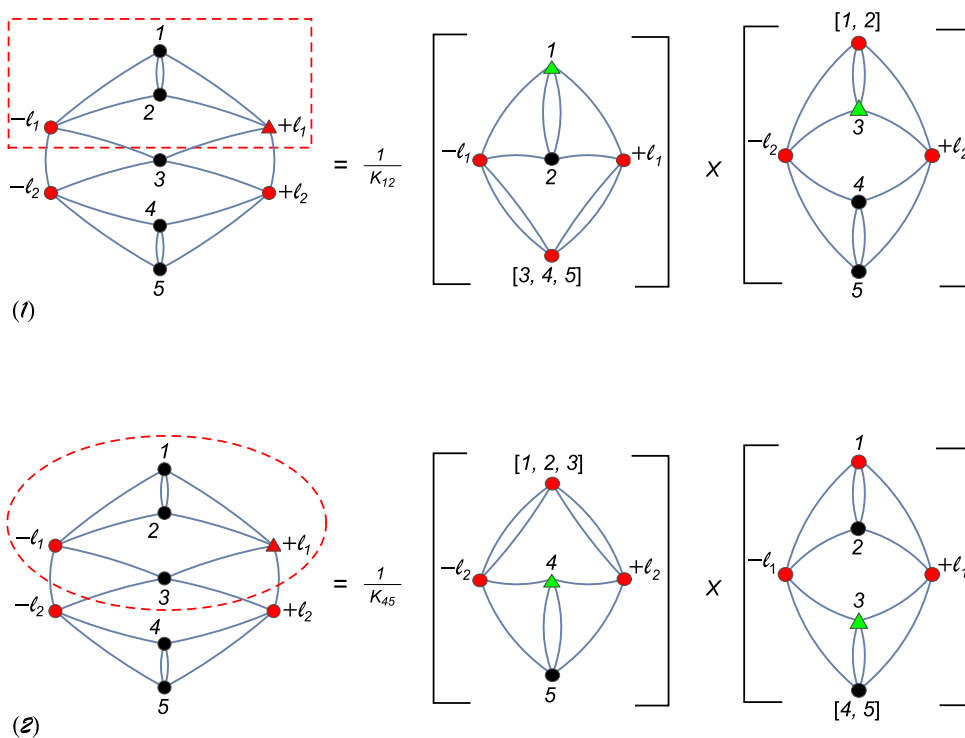 1
2
−ℓ1
+ℓ1
3
−ℓ2
+ℓ2
4
5
(1)
= 1/K12
1
−ℓ1
+ℓ1
2
[3, 4, 5]
X
[1, 2]
3
−ℓ2
+ℓ2
4
5
1
2
−ℓ1
+ℓ1
3
−ℓ2
+ℓ2
4
5
(2)
= 1/K45
[1, 2, 3]
−ℓ2
4
+ℓ2
5
X
1
2
−ℓ1
+ℓ1
3
[4, 5]